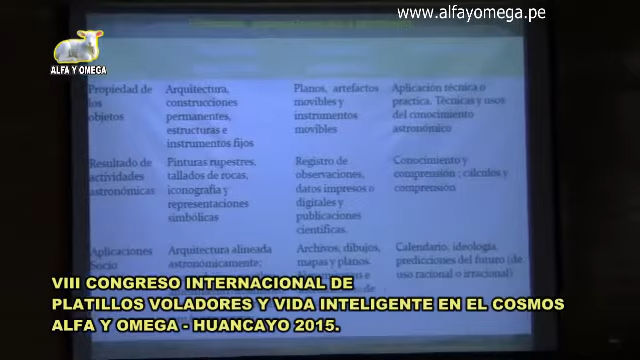 www.alfayomega.pe
ALFA Y OMEGA
Propiedad de los objetos
Arquitectura, construcciones permanentes, estructuras e instrumentos fijos
Planos, artefactos movibles y instrumentos movibles
Aplicación técnica o práctica. Técnicas y usos del conocimiento astronómico
Resultado de actividades astronómicas
Pinturas rupestres, tallados de rocas, iconografía y representaciones simbólicas
Registro de observaciones, datos impresos o digitales y publicaciones científicas.
Conocimiento y comprensión ; cálculos y comprensión
Aplicaciones Socio
Arquitectura alineada astronómicamente;
Archivos, dibujos, mapas y planos.
Calendario, ideología, predicciones del futuro (de uso racional o irracional)
VIII CONGRESO INTERNACIONAL DE
PLATILLOS VOLADORES Y VIDA INTELIGENTE EN EL COSMOS
ALFA Y OMEGA - HUANCAYO 2015.